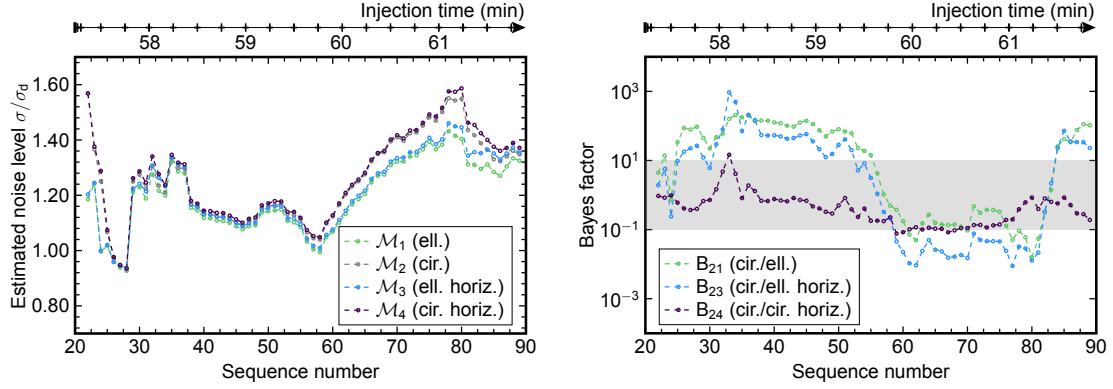 Injection time (min)
58 59 60 61
1.60
1.40
1.20
1.00
0.80
Estimated noise level σ/σ_d
M₁ (ell.)
M₂ (cir.)
M₃ (ell. horiz.)
M₄ (cir. horiz.)
20 30 40 50 60 70 80 90
Sequence number
Injection time (min)
58 59 60 61
10³
10¹
10⁻¹
10⁻³
Bayes factor
B₂₁ (cir./ell.)
B₂₃ (cir./ell. horiz.)
B₂₄ (cir./cir. horiz.)
20 30 40 50 60 70 80 90
Sequence number